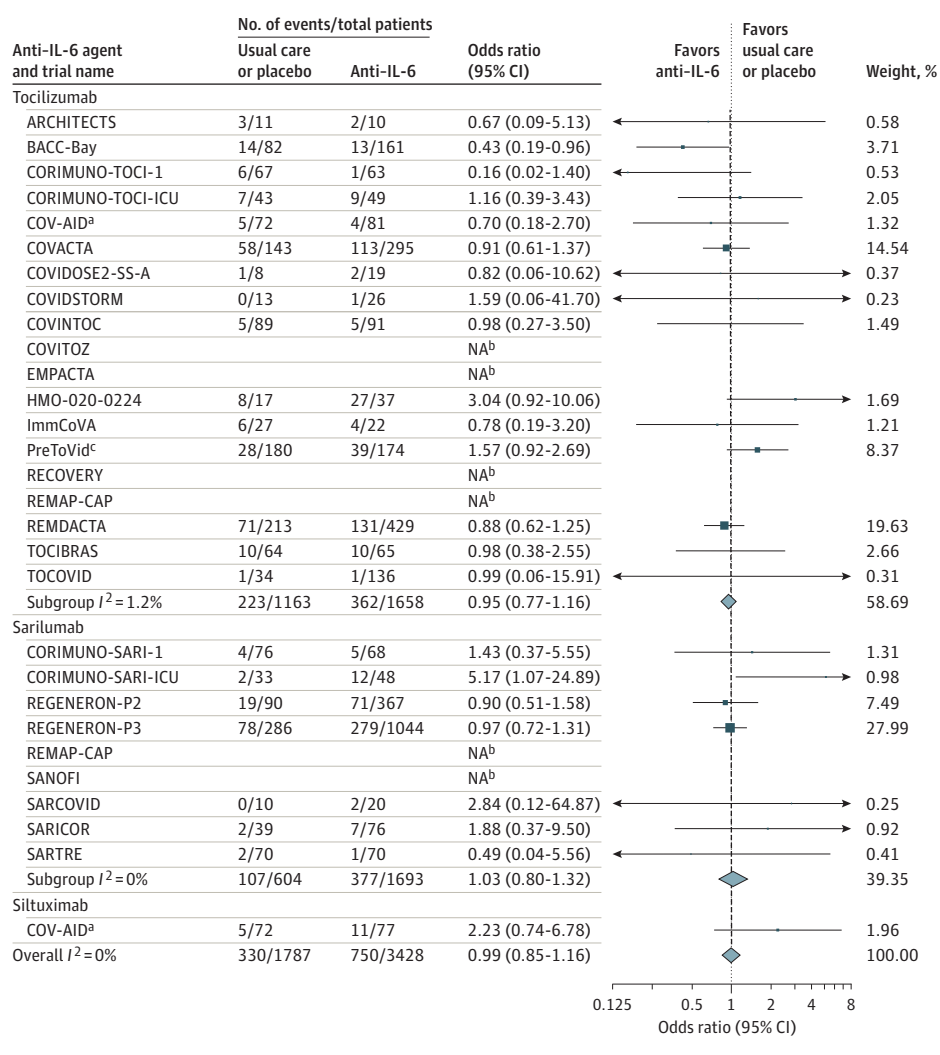 No. of events/total patients
Anti-IL-6 agent and trial name Usual care or placebo Anti-IL-6 Odds ratio (95% CI) Favors anti-IL-6 Favors usual care or placebo Weight, %
Tocilizumab
ARCHITECTS 3/11 2/10 0.67 (0.09-5.13) 0.58
BACC-Bay 14/82 13/161 0.43 (0.19-0.96) 3.71
CORIMUNO-TOCI-1 6/67 1/63 0.16 (0.02-1.40) 0.53
CORIMUNO-TOCI-ICU 7/43 9/49 1.16 (0.39-3.43) 2.05
COV-AIDa 5/72 4/81 0.70 (0.18-2.70) 1.32
COVACTA 58/143 113/295 0.91 (0.61-1.37) 14.54
COVIDOSE2-SS-A 1/8 2/19 0.82 (0.06-10.62) 0.37
COVIDSTORM 0/13 1/26 1.59 (0.06-41.70) 0.23
COVINTOC 5/89 5/91 0.98 (0.27-3.50) 1.49
COVITOZ NAb
EMPACTA NAb
HMO-020-0224 8/17 27/37 3.04 (0.92-10.06) 1.69
ImmCoVA 6/27 4/22 0.78 (0.19-3.20) 1.21
PreToVidc 28/180 39/174 1.57 (0.92-2.69) 8.37
RECOVERY NAb
REMAP-CAP NAb
REMDACTA 71/213 131/429 0.88 (0.62-1.25) 19.63
TOCIBRAS 10/64 10/65 0.98 (0.38-2.55) 2.66
TOCOVID 1/34 1/136 0.99 (0.06-15.91) 0.31
Subgroup I2=1.2% 223/1163 362/1658 0.95 (0.77-1.16) 58.69
Sarilumab
CORIMUNO-SARI-1 4/76 5/68 1.43 (0.37-5.55) 1.31
CORIMUNO-SARI-ICU 2/33 12/48 5.17 (1.07-24.89) 0.98
REGENERON-P2 19/90 71/367 0.90 (0.51-1.58) 7.49
REGENERON-P3 78/286 279/1044 0.97 (0.72-1.31) 27.99
REMAP-CAP NAb
SANOFI NAb
SARCOVID 0/10 2/20 2.84 (0.12-64.87) 0.25
SARICOR 2/39 7/76 1.88 (0.37-9.50) 0.92
SARTRE 2/70 1/70 0.49 (0.04-5.56) 0.41
Subgroup I2=0% 107/604 377/1693 1.03 (0.80-1.32) 39.35
Siltuximab
COV-AIDa 5/72 11/77 2.23 (0.74-6.78) 1.96
Overall I2=0% 330/1787 750/3428 0.99 (0.85-1.16) 100.00
0.125 0.5 1 2 4 8
Odds ratio (95% CI)